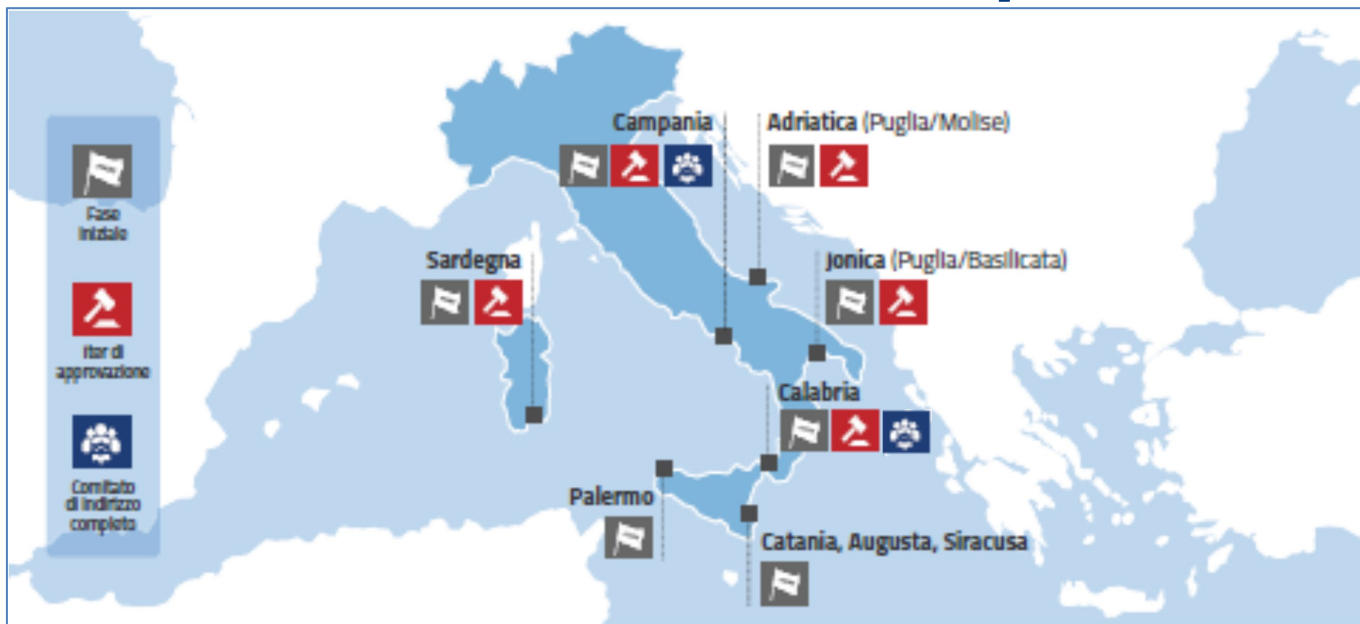 Fase
iniziale
iter di
approvazione
Comitato
di indirizzo
completo
Campania
Adriatica (Puglia/Molise)
Sardegna
Jonica (Puglia/Basilicata)
Calabria
Palermo
Catania, Augusta, Siracusa